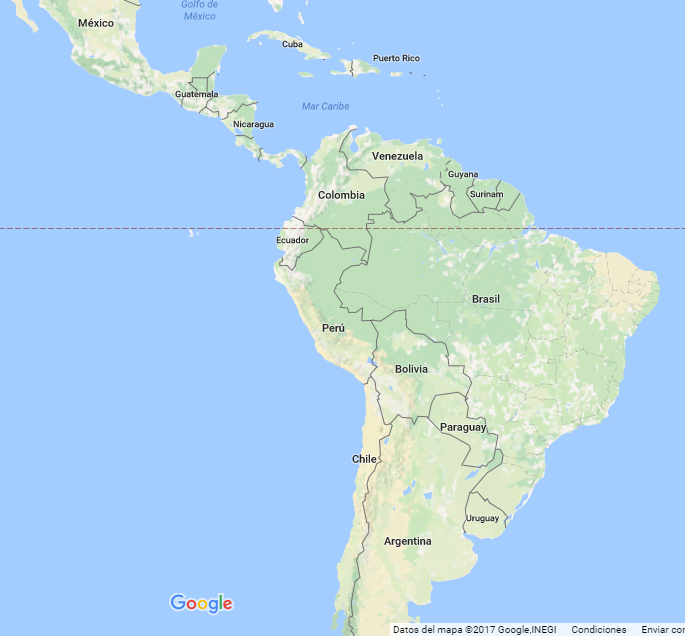 Golfo de
México
México
Cuba
Puerto Rico
Guatemala
Mar Caribe
Nicaragua
Venezuela
Guyana
Colombia
Surinam
Ecuador
Brasil
Perú
Bolivia
Paraguay
Chile
Uruguay
Argentina
Google
Datos del mapa ©2017 Google,INEGI Condiciones Enviar cor